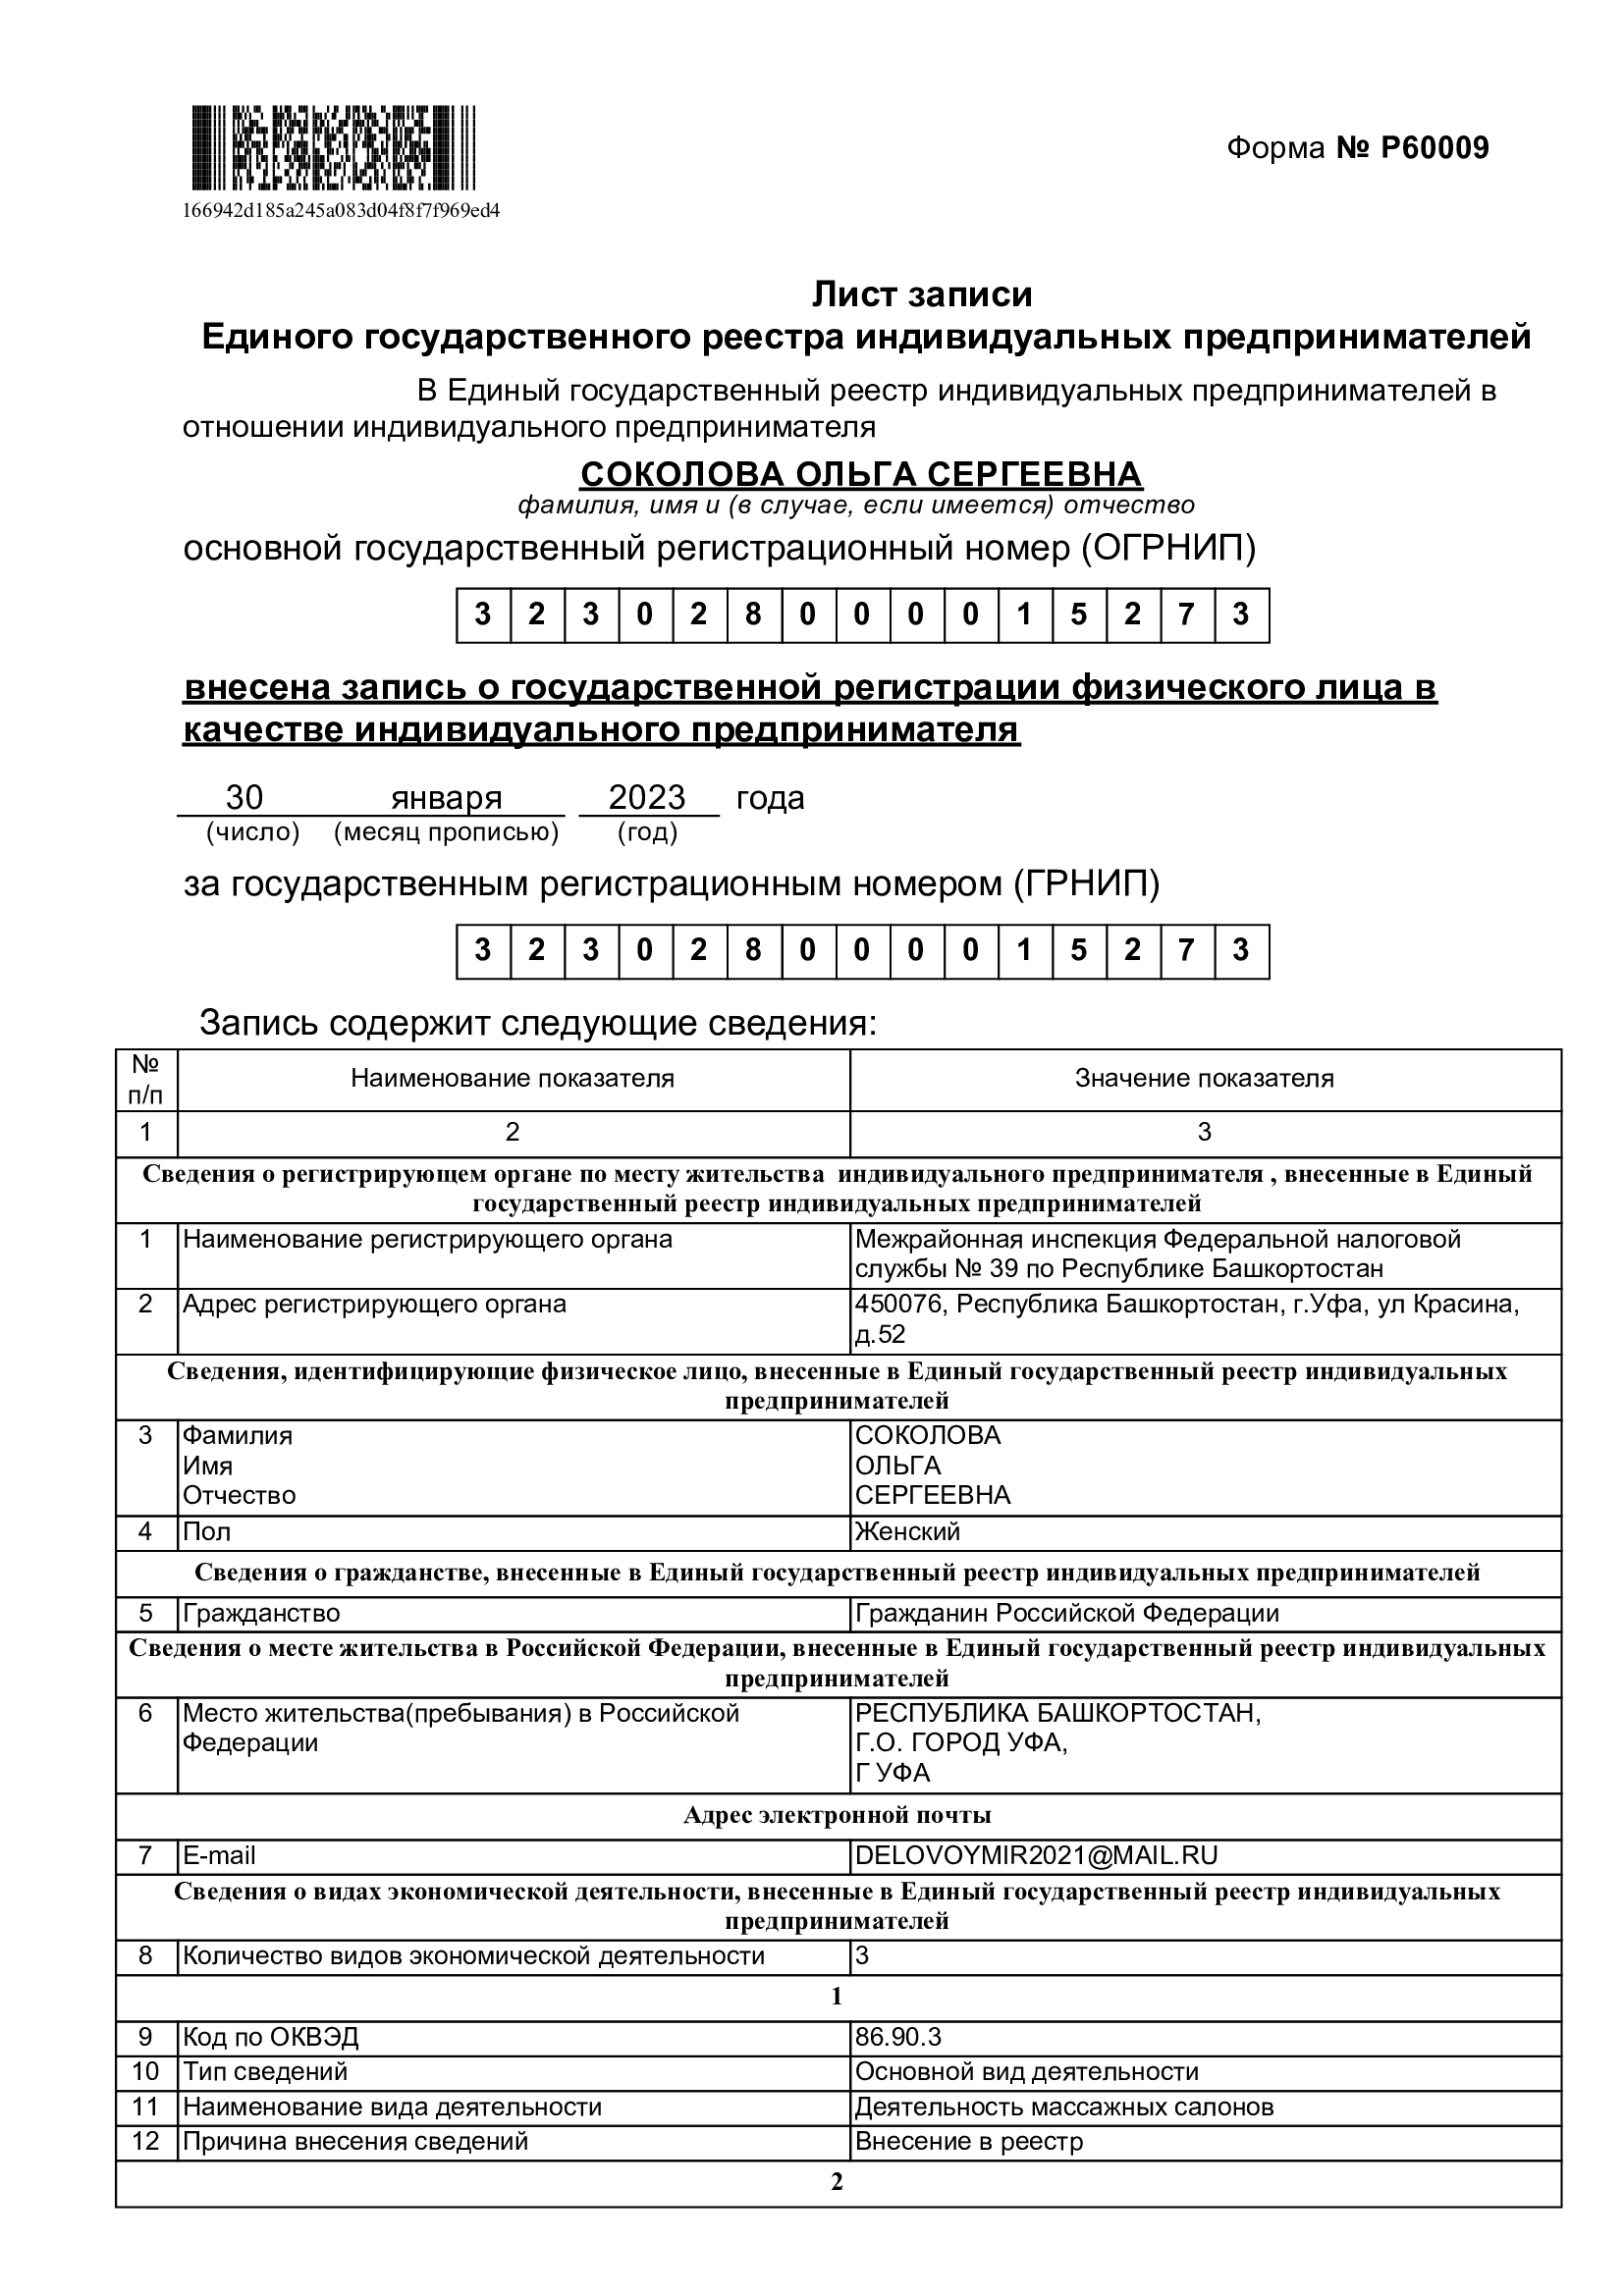 Форма № Р60009
166942d185a245a083d04f8f7f969ed4
Лист записи
Единого государственного реестра индивидуальных предпринимателей
В Единый государственный реестр индивидуальных предпринимателей в
отношении индивидуального предпринимателя
СОКОЛОВА ОЛЬГА СЕРГЕЕВНА
фамилия, имя и (в случае, если имеется) отчество
основной государственный регистрационный номер (ОГРНИП)
3 2 3 0 2 8 0 0 0 0 1 5 2 7 3
внесена запись о государственной регистрации физического лица в
качестве индивидуального предпринимателя
30 января 2023 года
(число) (месяц прописью) (год)
за государственным регистрационным номером (ГРНИП)
3 2 3 0 2 8 0 0 0 0 1 5 2 7 3
Запись содержит следующие сведения:
№
п/п
Наименование показателя
Значение показателя
1 2 3
Сведения о регистрирующем органе по месту жительства индивидуального предпринимателя , внесенные в Единый
государственный реестр индивидуальных предпринимателей
1 Наименование регистрирующего органа Межрайонная инспекция Федеральной налоговой
службы № 39 по Республике Башкортостан
2 Адрес регистрирующего органа 450076, Республика Башкортостан, г.Уфа, ул Красина,
д.52
Сведения, идентифицирующие физическое лицо, внесенные в Единый государственный реестр индивидуальных
предпринимателей
3 Фамилия СОКОЛОВА
Имя ОЛЬГА
Отчество СЕРГЕЕВНА
4 Пол Женский
Сведения о гражданстве, внесенные в Единый государственный реестр индивидуальных предпринимателей
5 Гражданство Гражданин Российской Федерации
Сведения о месте жительства в Российской Федерации, внесенные в Единый государственный реестр индивидуальных
предпринимателей
6 Место жительства(пребывания) в Российской РЕСПУБЛИКА БАШКОРТОСТАН,
Федерации Г.О. ГОРОД УФА,
Г УФА
Адрес электронной почты
7 E-mail DELOVOYMIR2021@MAIL.RU
Сведения о видах экономической деятельности, внесенные в Единый государственный реестр индивидуальных
предпринимателей
8 Количество видов экономической деятельности 3
1
9 Код по ОКВЭД 86.90.3
10 Тип сведений Основной вид деятельности
11 Наименование вида деятельности Деятельность массажных салонов
12 Причина внесения сведений Внесение в реестр
2